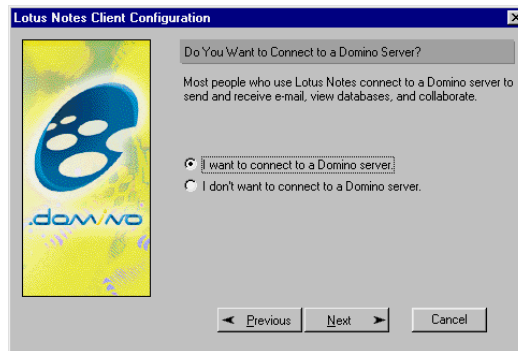 Lotus Notes Client Configuration
Do You Want to Connect to a Domino Server?
Most people who use Lotus Notes connect to a Domino server to
send and receive e-mail, view databases, and collaborate.
I want to connect to a Domino server.
I don't want to connect to a Domino server.
.domino
Previous Next Cancel